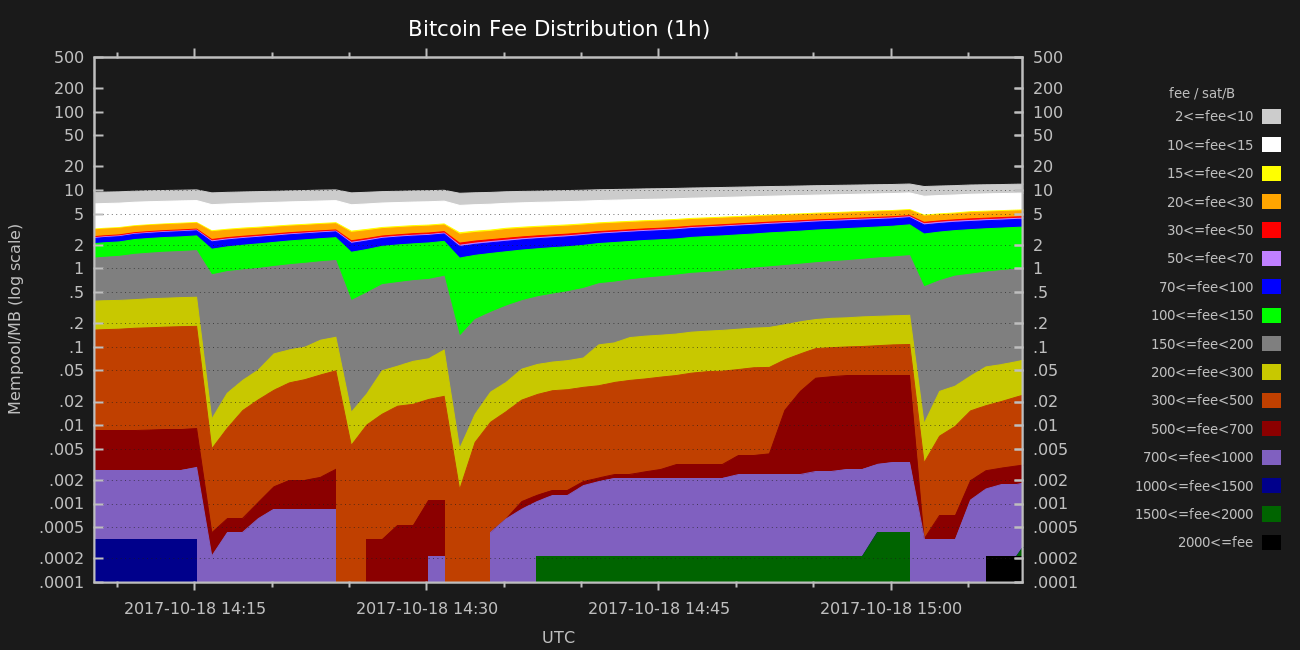 Bitcoin Fee Distribution (1h)
500 500
200 200
100 100
50 50
20 20
10 10
5 5
2 2
1 1
.5 .5
.2 .2
.1 .1
.05 .05
.02 .02
.01 .01
.005 .005
.002 .002
.001 .001
.0005 .0005
.0002 .0002
.0001 .0001
Mempool/MB (log scale)
2017-10-18 14:15 2017-10-18 14:30 2017-10-18 14:45 2017-10-18 15:00
UTC
fee / sat/B
2<=fee<10
10<=fee<15
15<=fee<20
20<=fee<30
30<=fee<50
50<=fee<70
70<=fee<100
100<=fee<150
150<=fee<200
200<=fee<300
300<=fee<500
500<=fee<700
700<=fee<1000
1000<=fee<1500
1500<=fee<2000
2000<=fee